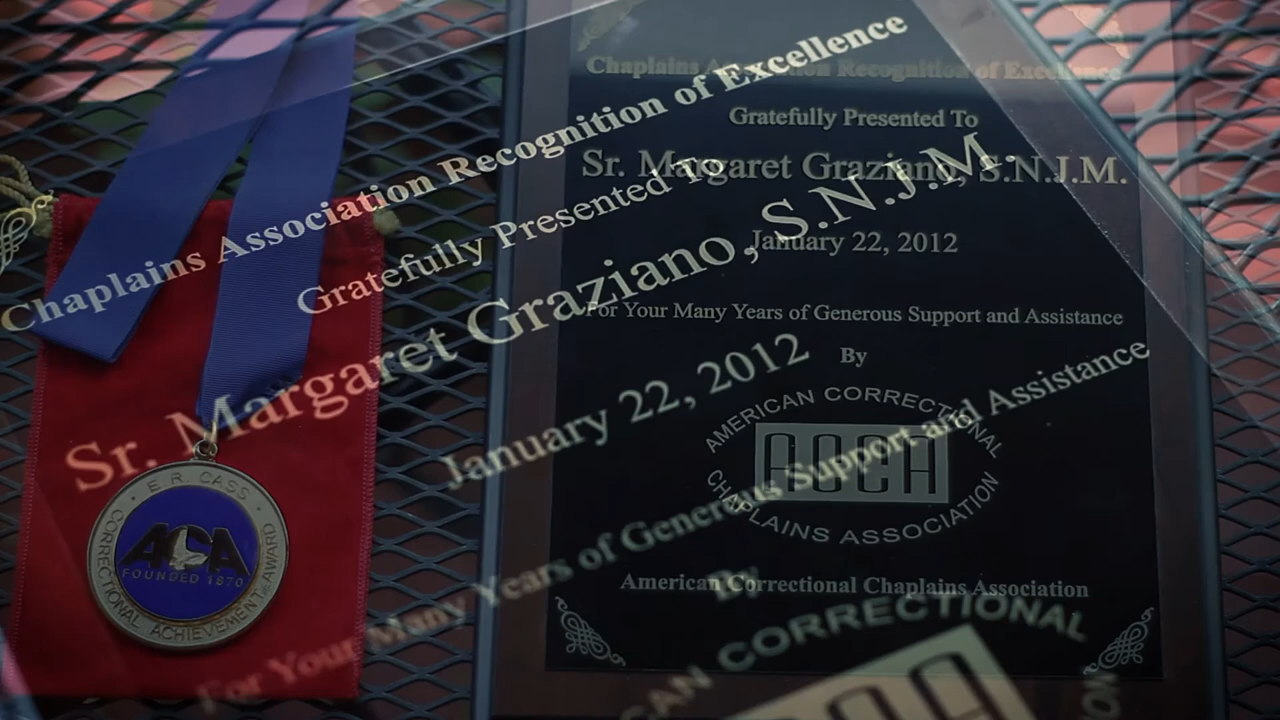 Chaplains Association Recognition of Excellence
Gratefully Presented To
Sr. Margaret Graziano, S.N.J.M.
January 22, 2012
For Your Many Years of Generous Support and Assistance
By
CAN CORRECTIONAL
Chaplains Association Recognition of Excellence
Gratefully Presented To
Sr. Margaret Graziano, S.N.J.M.
January 22, 2012
For Your Many Years of Generous Support and Assistance
By
AMERICAN CORRECTIONAL
ACCA
CHAPLAINS ASSOCIATION
American Correctional Chaplains Association
E. R. CASS
ACA
FOUNDED 1870
CORRECTIONAL ACHIEVEMENT AWARD